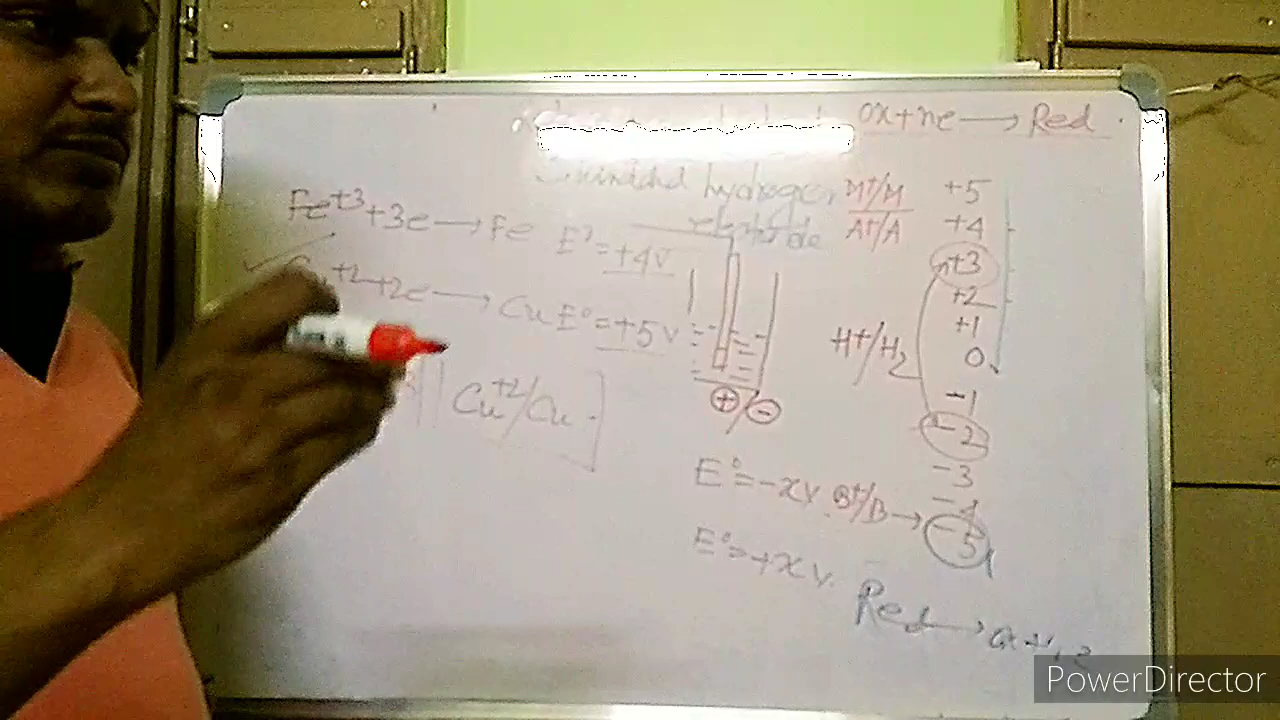 Ox+ne → Red
hydrogen
electrode
M+/M
A+/A
Fe+3+3e → Fe E°=+4V
+2+2e → Cu E°=+5V
Cu+2/Cu
+ / -
H+/H2
+5
+4
+3
+2
+1
0
-1
-2
-3
-4
-5
E°=-xV B+/B →
E°=+xV
Red →
PowerDirector